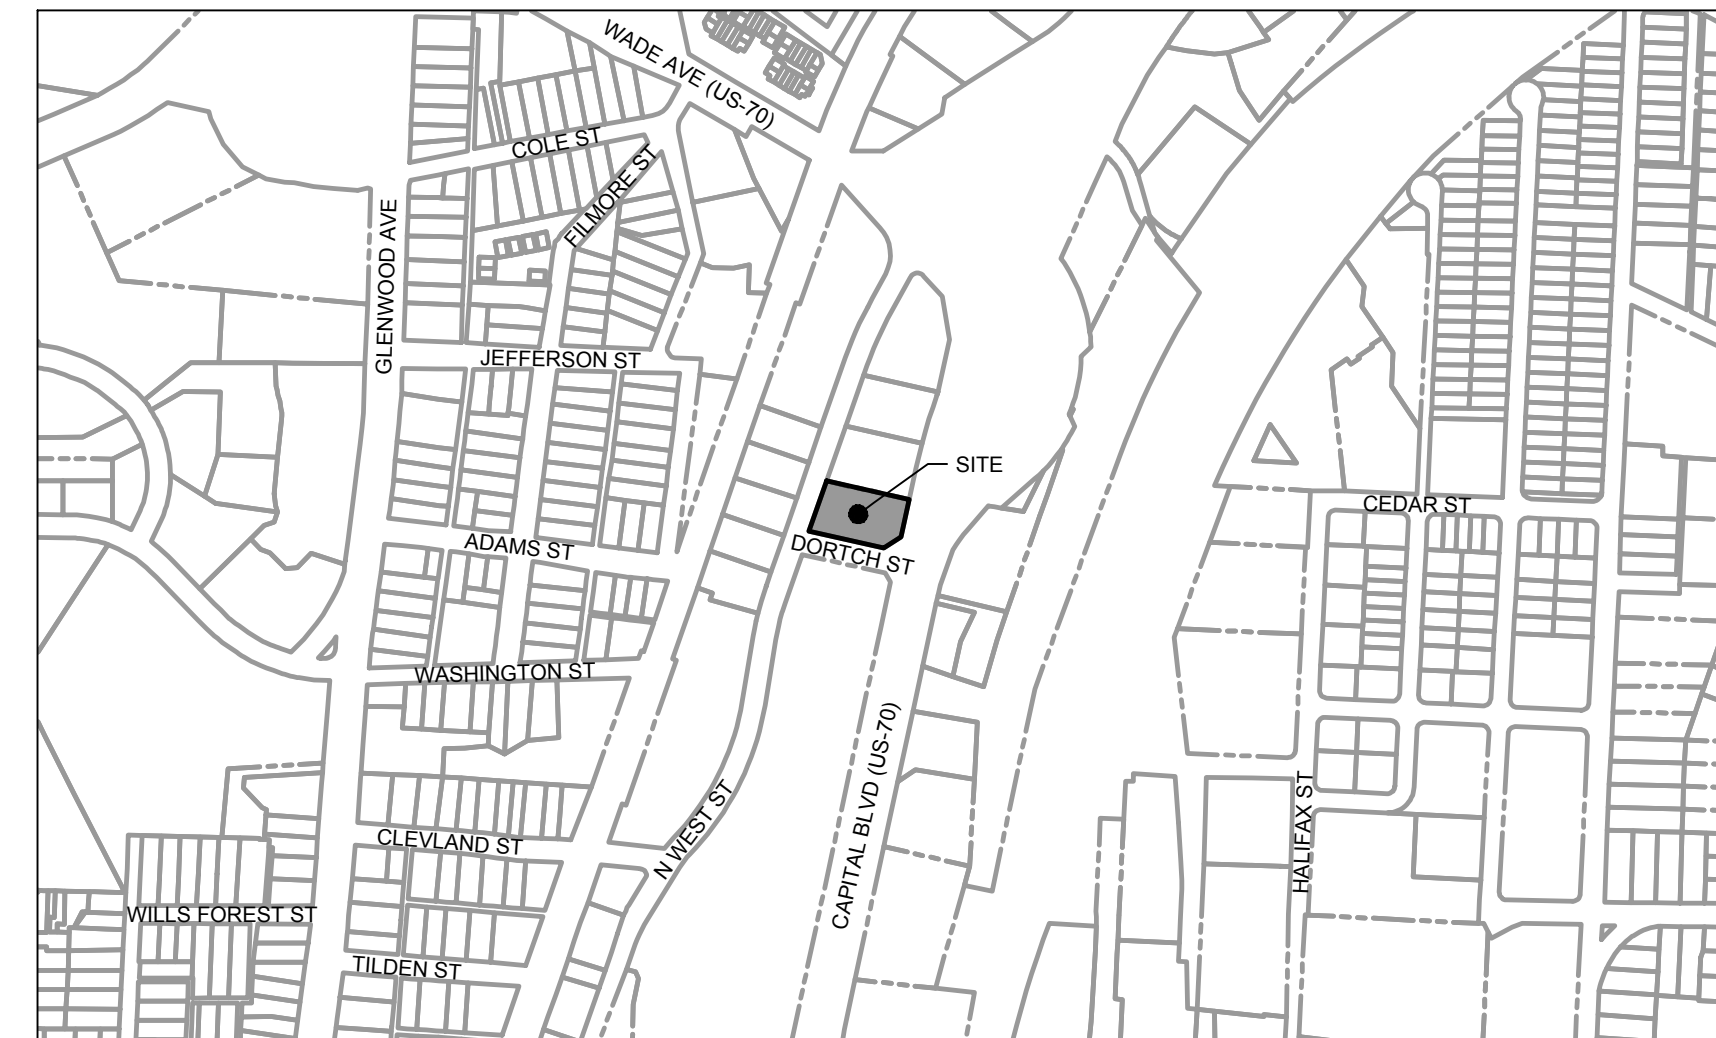 WADE AVE (US-70)
COLE ST
FILMORE ST
GLENWOOD AVE
JEFFERSON ST
SITE
CEDAR ST
ADAMS ST
DORTCH ST
WASHINGTON ST
CAPITAL BLVD (US-70)
N WEST ST
HALIFAX ST
CLEVLAND ST
WILLS FOREST ST
TILDEN ST